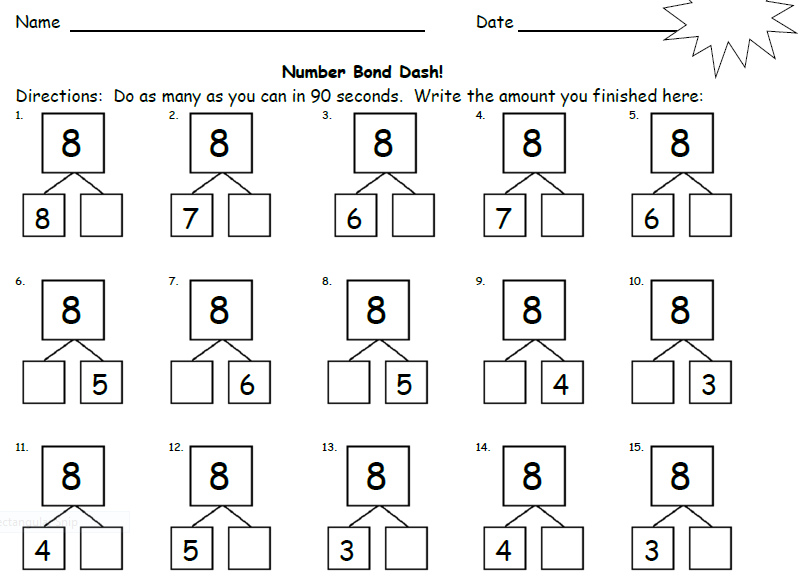 Name Date
Number Bond Dash!
Directions: Do as many as you can in 90 seconds. Write the amount you finished here:
1. 2. 3. 4. 5.
8 8 8 8 8
8 7 6 7 6
6. 7. 8. 9. 10.
8 8 8 8 8
5 6 5 4 3
11. 12. 13. 14. 15.
8 8 8 8 8
4 5 3 4 3